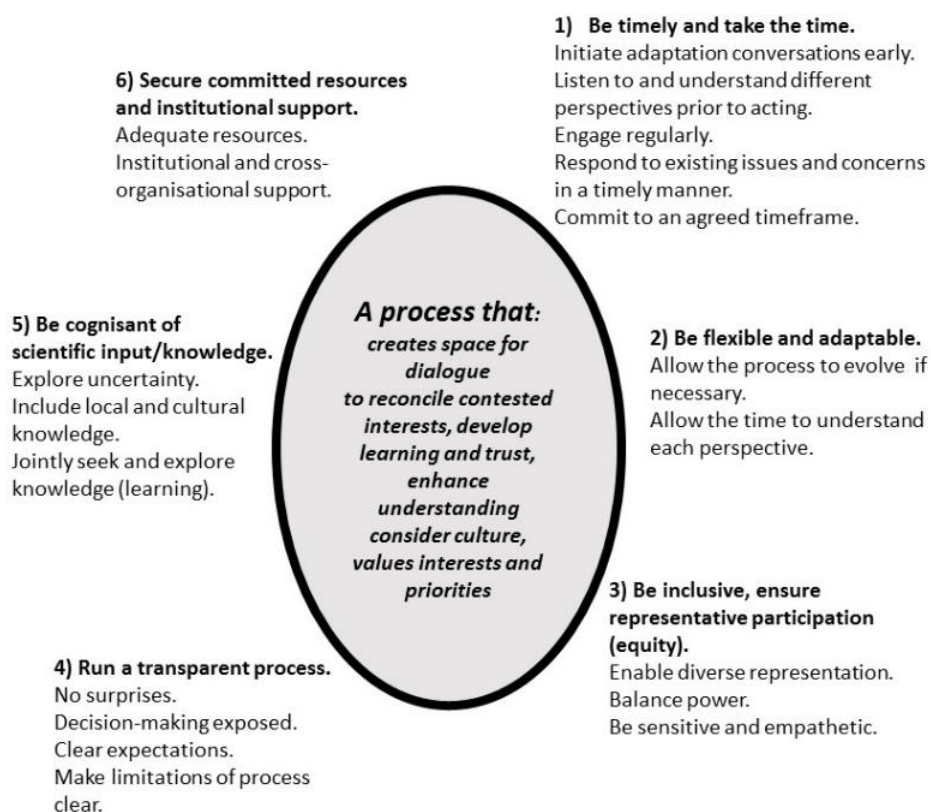 1) Be timely and take the time.
Initiate adaptation conversations early.
Listen to and understand different
perspectives prior to acting.
Engage regularly.
Respond to existing issues and concerns
in a timely manner.
Commit to an agreed timeframe.
2) Be flexible and adaptable.
Allow the process to evolve if
necessary.
Allow the time to understand
each perspective.
3) Be inclusive, ensure
representative participation
(equity).
Enable diverse representation.
Balance power.
Be sensitive and empathetic.
4) Run a transparent process.
No surprises.
Decision-making exposed.
Clear expectations.
Make limitations of process
clear.
5) Be cognisant of
scientific input/knowledge.
Explore uncertainty.
Include local and cultural
knowledge.
Jointly seek and explore
knowledge (learning).
6) Secure committed resources
and institutional support.
Adequate resources.
Institutional and cross-
organisational support.
A process that:
creates space for
dialogue
to reconcile contested
interests, develop
learning and trust,
enhance
understanding
consider culture,
values interests and
priorities